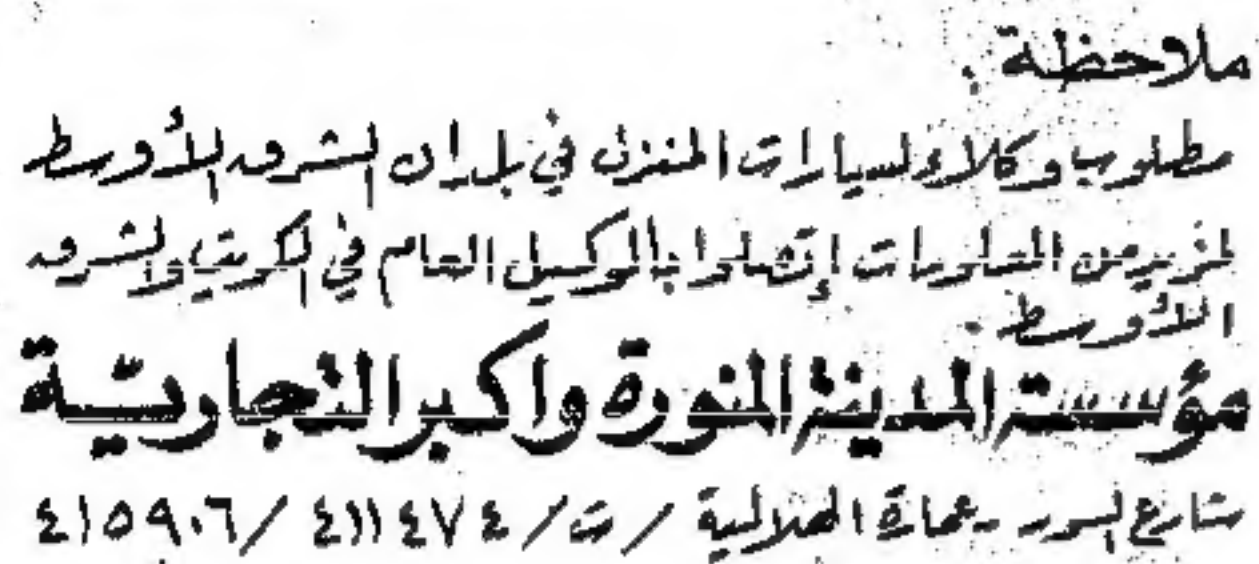 ملاحظة .
مطلوب وكلاء لسيارات المنزل في بلدان الشرق الأوسط
لمزيد من المعلومات إتصلوا بالوكيل العام في الكويت والشرق
الأوسط .
مؤسسة المدينة المنورة واكبر التجارية
شارع السور - عمارة الهلالية / ت / ٤١١٤٧٤ / ٤١٥٩٠٦